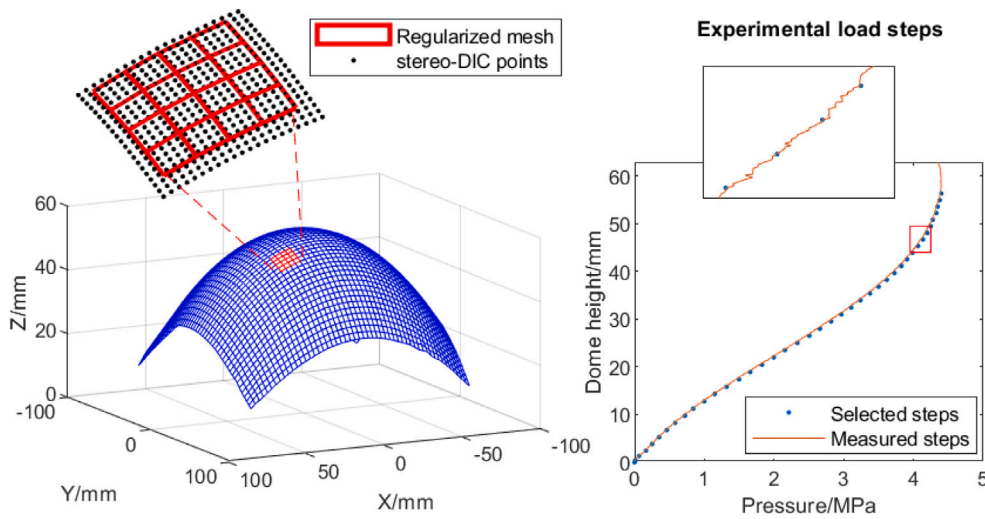 Regularized mesh
stereo-DIC points
60
40
20
0
Z/mm
-100
0
100
Y/mm
100
50
0
-50
-100
X/mm
Experimental load steps
60
50
40
30
20
10
0
Dome height/mm
Selected steps
Measured steps
0
1
2
3
4
5
Pressure/MPa